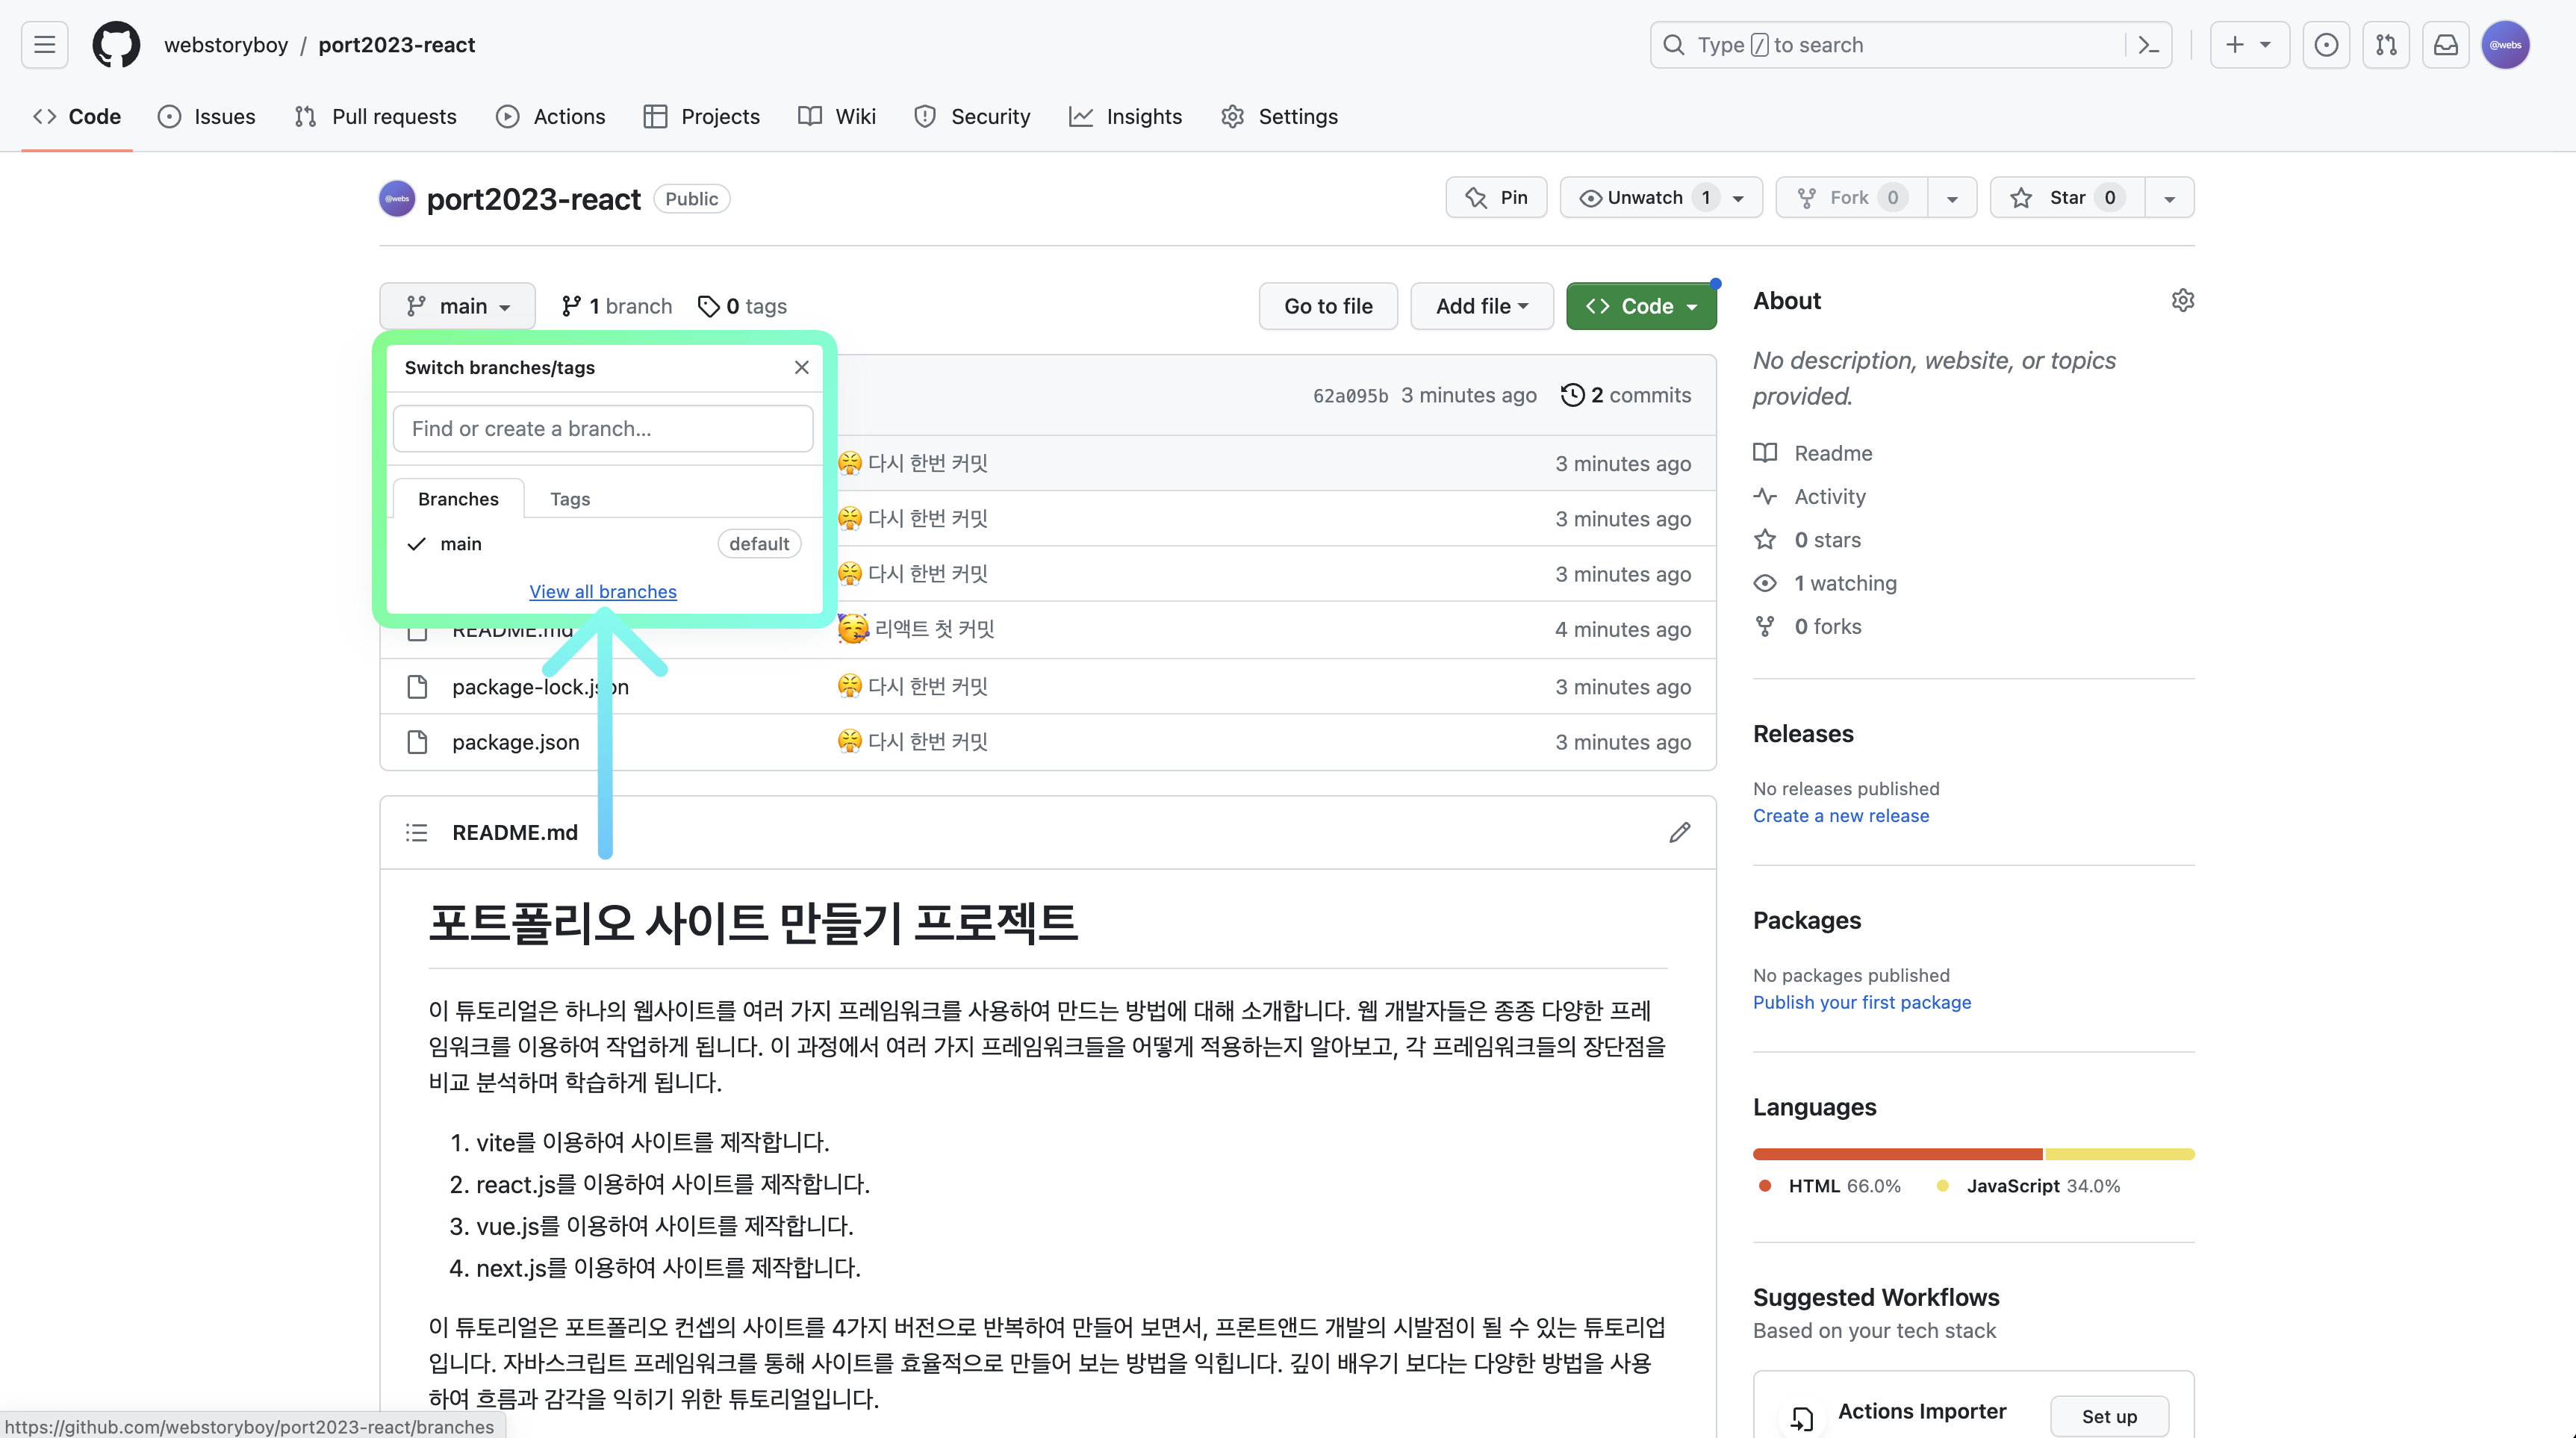 webstoryboy / port2023-react
Type / to search
@webs
Code Issues Pull requests Actions Projects Wiki Security Insights Settings
@webs port2023-react Public
Pin Unwatch 1 Fork 0 Star 0
main 1 branch 0 tags
Go to file Add file Code
Switch branches/tags
Find or create a branch...
Branches Tags
main default
View all branches
62a095b 3 minutes ago 2 commits
다시 한번 커밋 3 minutes ago
다시 한번 커밋 3 minutes ago
다시 한번 커밋 3 minutes ago
README.md 리액트 첫 커밋 4 minutes ago
package-lock.json 다시 한번 커밋 3 minutes ago
package.json 다시 한번 커밋 3 minutes ago
README.md
포트폴리오 사이트 만들기 프로젝트
이 튜토리얼은 하나의 웹사이트를 여러 가지 프레임워크를 사용하여 만드는 방법에 대해 소개합니다. 웹 개발자들은 종종 다양한 프레
임워크를 이용하여 작업하게 됩니다. 이 과정에서 여러 가지 프레임워크들을 어떻게 적용하는지 알아보고, 각 프레임워크들의 장단점을
비교 분석하며 학습하게 됩니다.
1. vite를 이용하여 사이트를 제작합니다.
2. react.js를 이용하여 사이트를 제작합니다.
3. vue.js를 이용하여 사이트를 제작합니다.
4. next.js를 이용하여 사이트를 제작합니다.
이 튜토리얼은 포트폴리오 컨셉의 사이트를 4가지 버전으로 반복하여 만들어 보면서, 프론트앤드 개발의 시발점이 될 수 있는 튜토리업
입니다. 자바스크립트 프레임워크를 통해 사이트를 효율적으로 만들어 보는 방법을 익힙니다. 깊이 배우기 보다는 다양한 방법을 사용
하여 흐름과 감각을 익히기 위한 튜토리얼입니다.
About
No description, website, or topics
provided.
Readme
Activity
0 stars
1 watching
0 forks
Releases
No releases published
Create a new release
Packages
No packages published
Publish your first package
Languages
HTML 66.0% JavaScript 34.0%
Suggested Workflows
Based on your tech stack
Actions Importer Set up
https://github.com/webstoryboy/port2023-react/branches